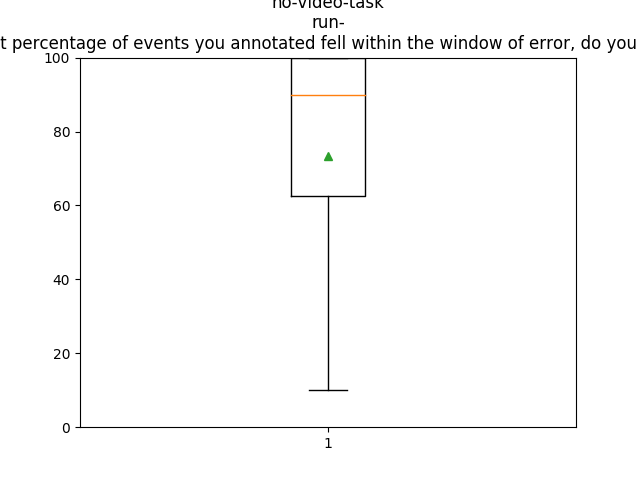 no-video-task
run-
t percentage of events you annotated fell within the window of error, do you
100
80
60
40
20
0
1